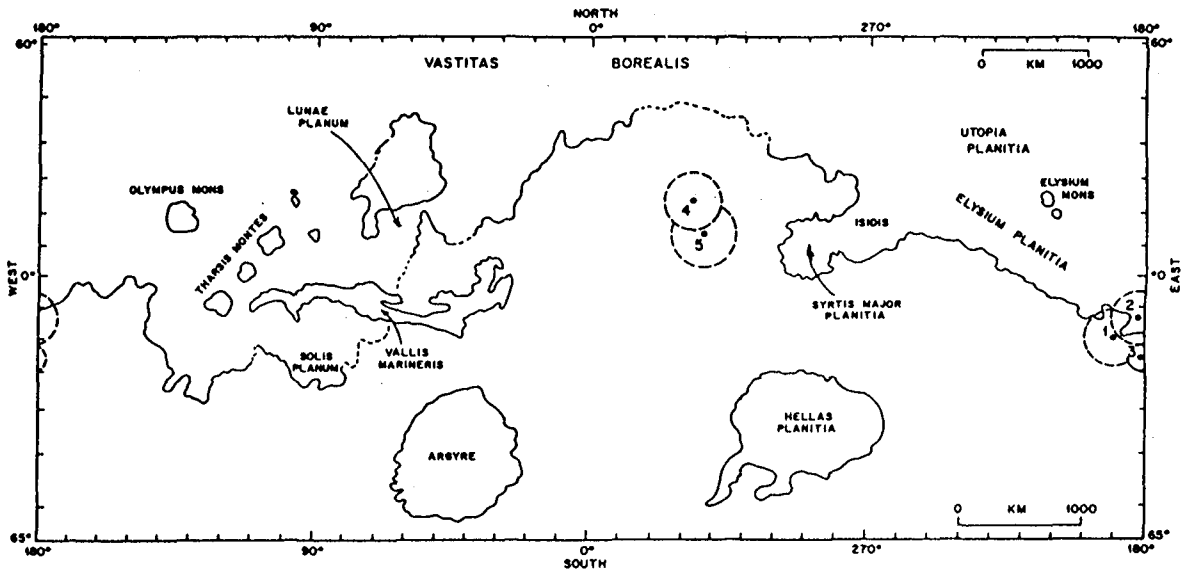 NORTH
180°
90°
0°
270°
180°
60°
60°
VASTITAS BOREALIS
0 KM 1000
LUNAE
PLANUM
UTOPIA
PLANITIA
OLYMPUS MONS
ELYSIUM
MONS
4
5
ELYSIUM PLANITIA
ISIDIS
THARSIS MONTES
WEST
0°
°0
EAST
SYRTIS MAJOR
PLANITIA
2
1
3
SOLIS
PLANUM
VALLIS
MARINERIS
ARGYRE
HELLAS
PLANITIA
0 KM 1000
65°
65°
180°
90°
0°
270°
180°
SOUTH